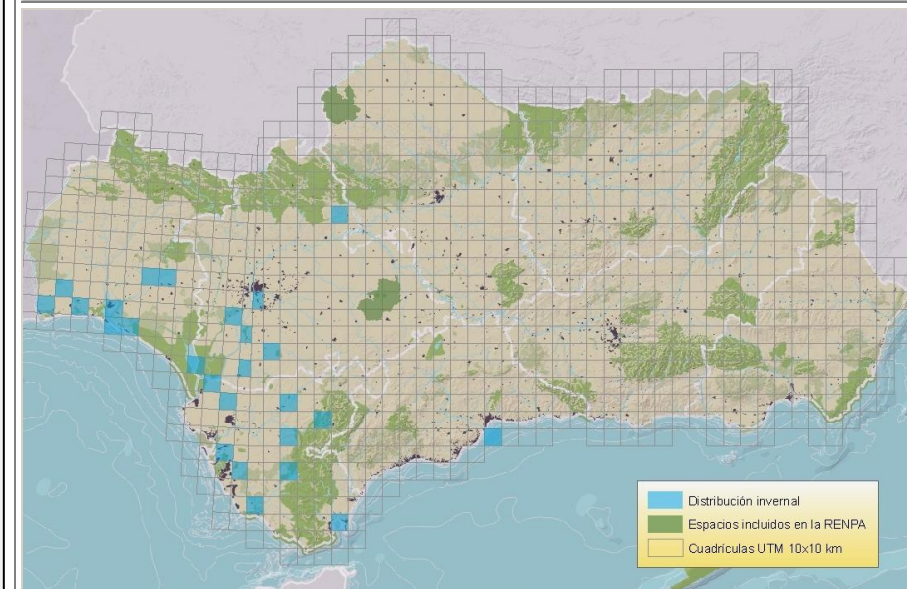 Distribución invernal
Espacios incluidos en la RENPA
Cuadrículas UTM 10x10 km